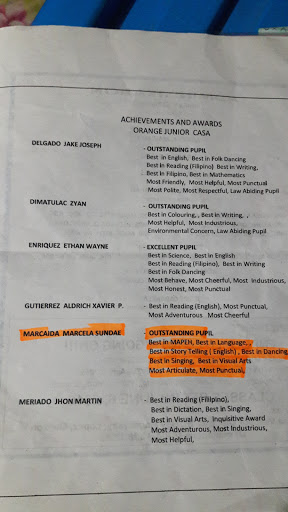 ACHIEVEMENTS AND AWARDS
ORANGE JUNIOR CASA
DELGADO JAKE JOSEPH - OUTSTANDING PUPIL
Best in English, Best in Folk Dancing
Best in Reading (Filipino) Best in Writing,
Best in Filipino, Best in Mathematics
Most Friendly, Most Helpful, Most Punctual
Most Polite, Most Respectful, Law Abiding Pupil
DIMATULAC ZYAN - OUTSTANDING PUPIL
Best in Colouring, , Best in Writing, ,
Most Helpful, Most Industrious,
Environmental Concern, Law Abiding Pupil
ENRIQUEZ ETHAN WAYNE - EXCELLENT PUPIL
Best in Science, Best in English
Best in Reading (Filipino), Best in Writing
Best in Folk Dancing
Most Behave, Most Cheerful, Most Industrious,
Most Honest, Most Punctual
GUTIERREZ ALDRICH XAVIER P. - Best in Reading (English), Most Punctual,
Most Adventurous Most Cheerful
MARCAIDA MARCELA SUNDAE - OUTSTANDING PUPIL
Best in MAPEH, Best in Language,,
Best in Story Telling ( English) , Best in Dancing,
Best in Singing, Best in Visual Arts
Most Articulate, Most Punctual,
MERIADO JHON MARTIN - Best in Reading (Filipino),
Best in Dictation, Best in Singing,
Best in Visual Arts, Inquisitive Award
Most Adventurous, Most Industrious,
Most Helpful,